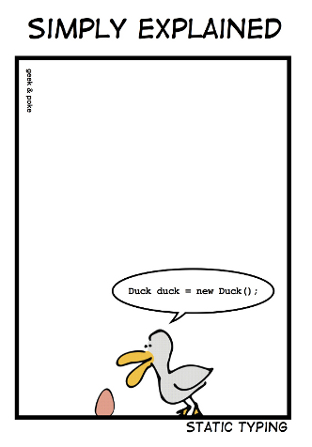 SIMPLY EXPLAINED
geek & poke
Duck duck = new Duck();
STATIC TYPING